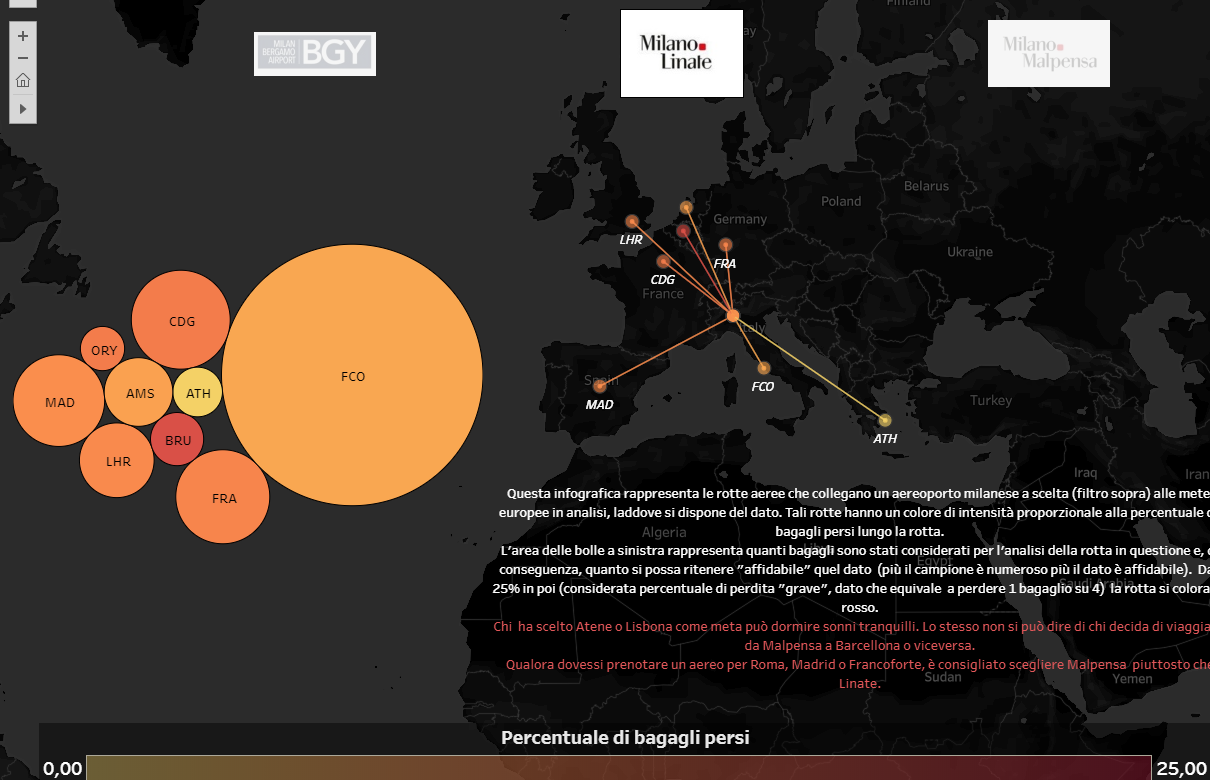 Finland
MILAN
BERGAMO
AIRPORT
BGY
Milano
Linate
Milano
Malpensa
Belarus
Poland
Germany
Ukraine
LHR
FRA
CDG
France
Italy
Spain
MAD
FCO
ATH
Turkey
CDG
ORY
MAD
AMS
ATH
FCO
BRU
LHR
FRA
Iraq
Iran
Algeria
Libya
Egypt
Saudi Arabia
Sudan
Yemen
Questa infografica rappresenta le rotte aeree che collegano un aereoporto milanese a scelta (filtro sopra) alle mete
europee in analisi, laddove si dispone del dato. Tali rotte hanno un colore di intensità proporzionale alla percentuale
bagagli persi lungo la rotta.
L'area delle bolle a sinistra rappresenta quanti bagagli sono stati considerati per l'analisi della rotta in questione e,
conseguenza, quanto si possa ritenere "affidabile" quel dato (più il campione è numeroso più il dato è affidabile). Da
25% in poi (considerata percentuale di perdita "grave", dato che equivale a perdere 1 bagaglio su 4) la rotta si colora
rosso.
Chi ha scelto Atene o Lisbona come meta può dormire sonni tranquilli. Lo stesso non si può dire di chi decida di viaggia
da Malpensa a Barcellona o viceversa.
Qualora dovessi prenotare un aereo per Roma, Madrid o Francoforte, è consigliato scegliere Malpensa piuttosto che
Linate.
Percentuale di bagagli persi
0,00
25,00